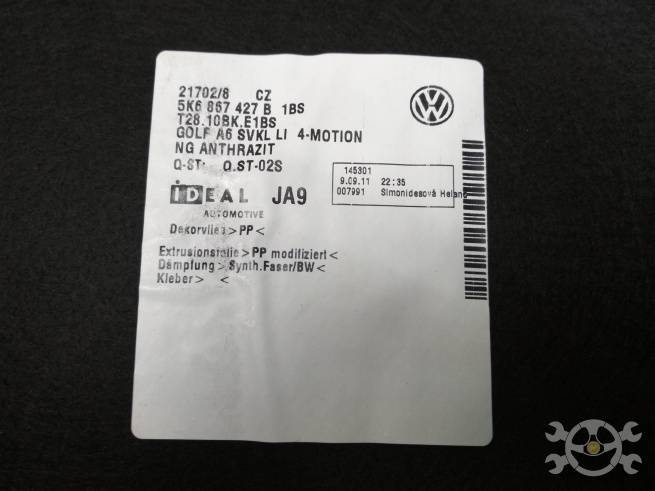 21702/8 CZ
5K6 867 427 B 1BS
T28.10BK.E1BS
GOLF A6 SVKL LI 4-MOTION
NG ANTHRAZIT
Q-ST: Q.ST-02S
145301
9.09.11 22:35
007991 Simonidesová Helana
IDEAL JA9
AUTOMOTIVE
Dekorvlies >PP<
Extrusionsfolie >PP modifiziert<
Dämpfung >Synth.Faser/BW<
Kleber> <